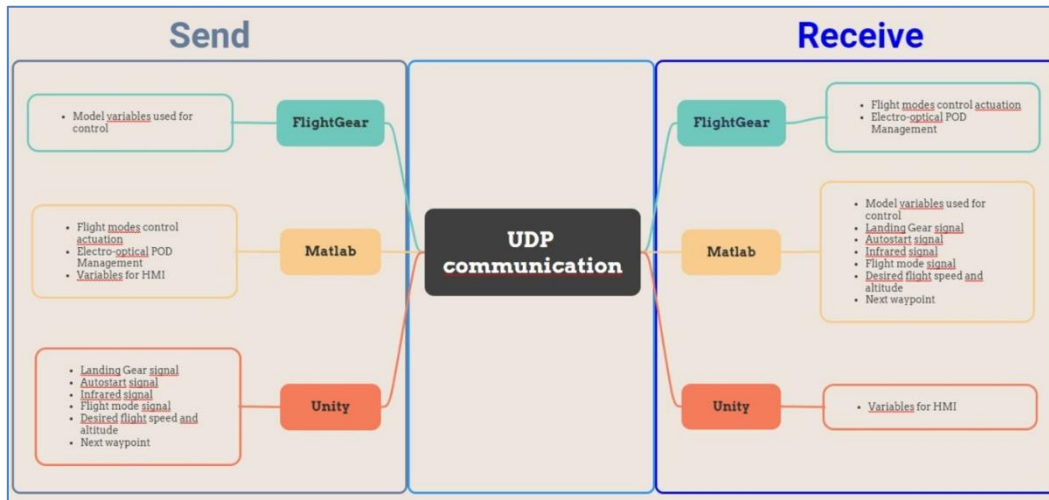 Send
Receive
• Model variables used for
control
FlightGear
• Flight modes control
actuation
• Electro-optical POD
Management
• Variables for HMI
Matlab
• Landing Gear signal
• Autostart signal
• Infrared signal
• Flight mode signal
• Desired flight speed and
altitude
• Next waypoint
Unity
UDP
communication
FlightGear
• Flight modes control actuation
• Electro-optical POD
Management
Matlab
• Model variables used for
control
• Landing Gear signal
• Autostart signal
• Infrared signal
• Flight mode signal
• Desired flight speed and
altitude
• Next waypoint
Unity
• Variables for HMI